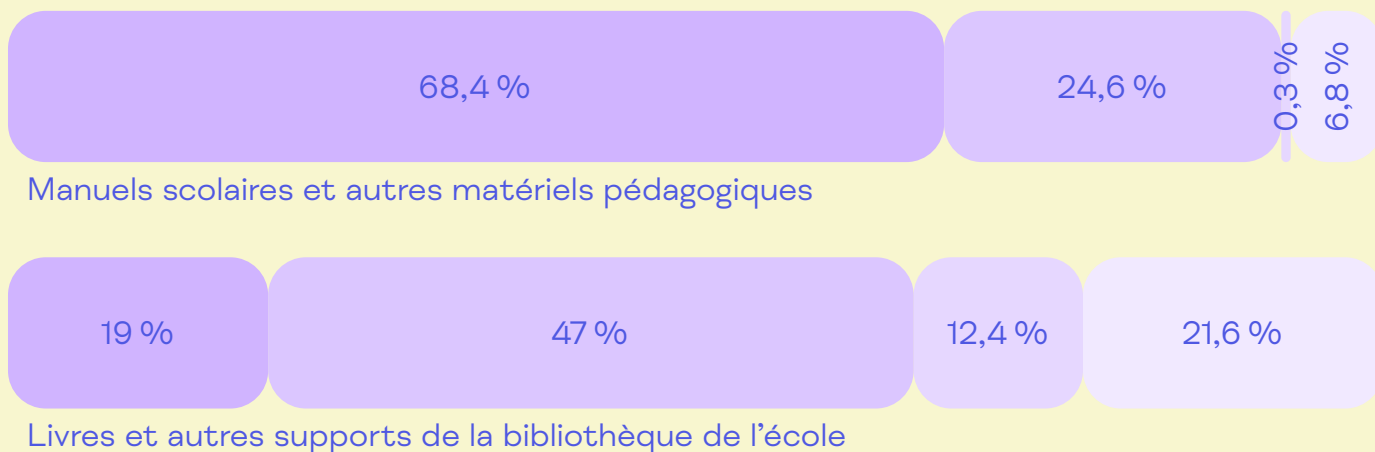 68,4 % 24,6 % 0,3 % 6,8 %
Manuels scolaires et autres matériels pédagogiques
19 % 47 % 12,4 % 21,6 %
Livres et autres supports de la bibliothèque de l’école